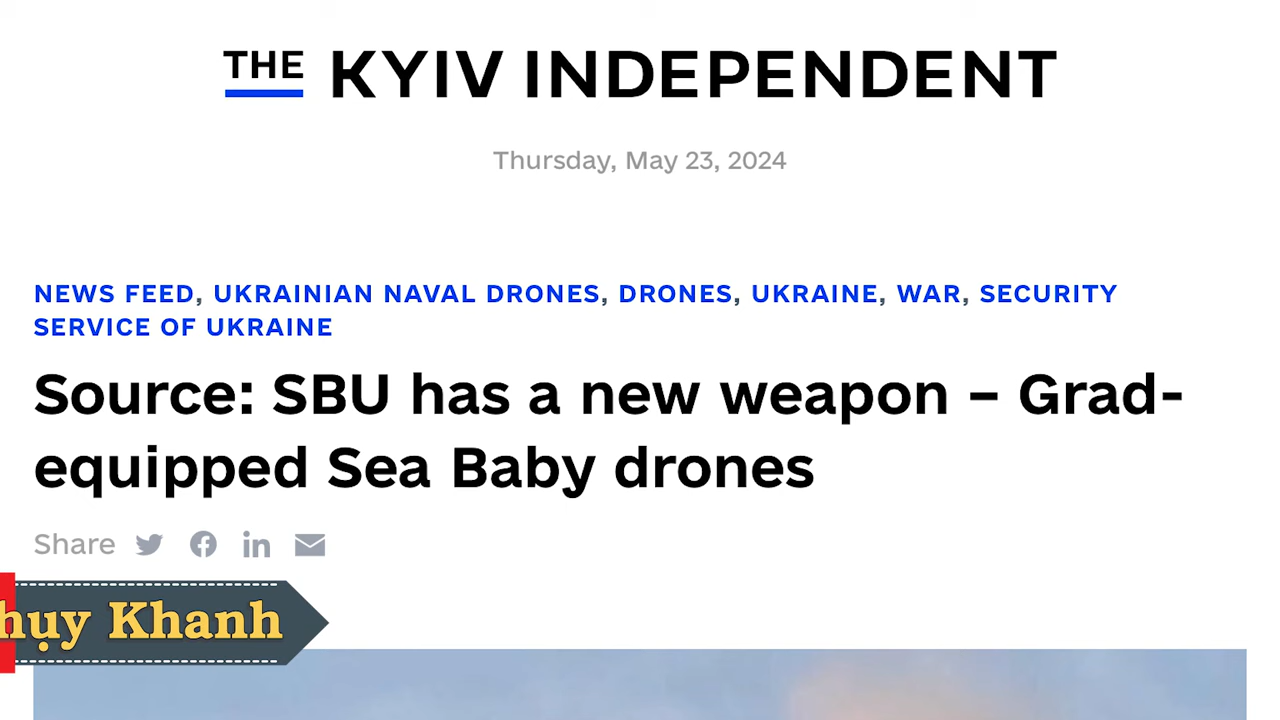 THE KYIV INDEPENDENT
Thursday, May 23, 2024
NEWS FEED, UKRAINIAN NAVAL DRONES, DRONES, UKRAINE, WAR, SECURITY
SERVICE OF UKRAINE
Source: SBU has a new weapon – Grad-
equipped Sea Baby drones
Share
hụy Khanh